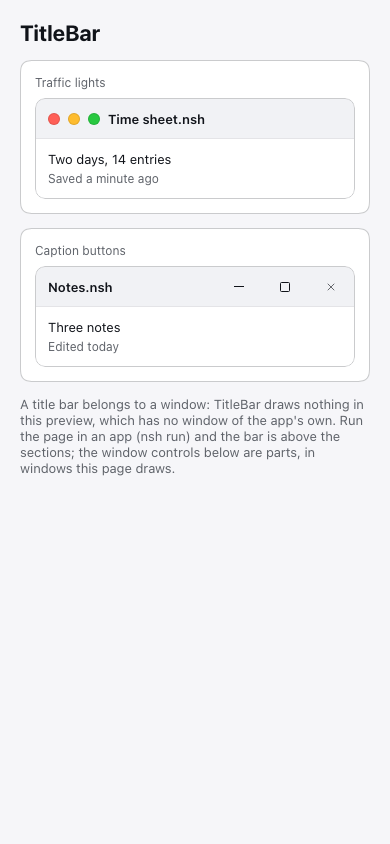 TitleBar
Traffic lights
Time sheet.nsh
Two days, 14 entries
Saved a minute ago
Caption buttons
Notes.nsh
Three notes
Edited today
A title bar belongs to a window: TitleBar draws nothing in
this preview, which has no window of the app's own. Run
the page in an app (nsh run) and the bar is above the
sections; the window controls below are parts, in
windows this page draws.